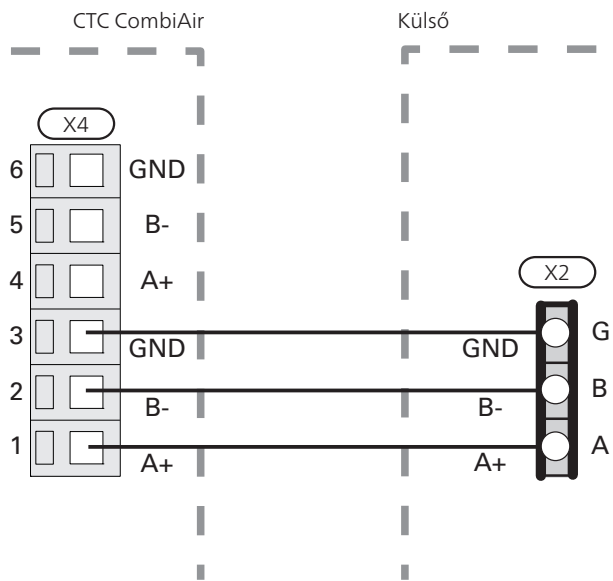 CTC CombiAir Külső
X4
6 GND
5 B-
4 A+
X2
3 GND GND G
2 B- B- B
1 A+ A+ A